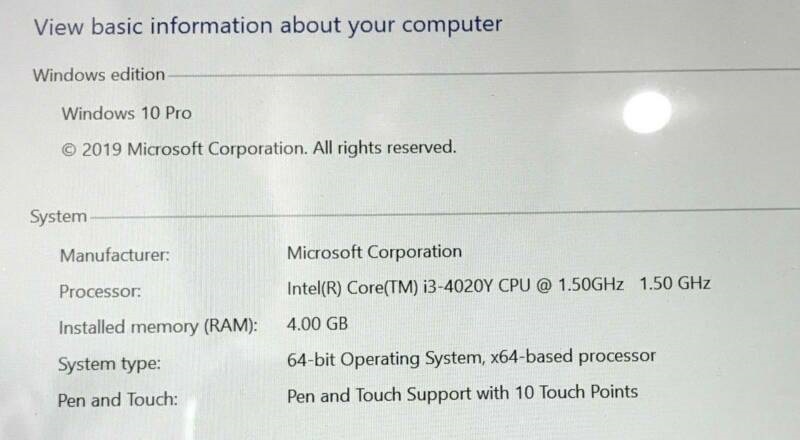 View basic information about your computer
Windows edition
Windows 10 Pro
© 2019 Microsoft Corporation. All rights reserved.
System
Manufacturer: Microsoft Corporation
Processor: Intel(R) Core(TM) i3-4020Y CPU @ 1.50GHz 1.50 GHz
Installed memory (RAM): 4.00 GB
System type: 64-bit Operating System, x64-based processor
Pen and Touch: Pen and Touch Support with 10 Touch Points